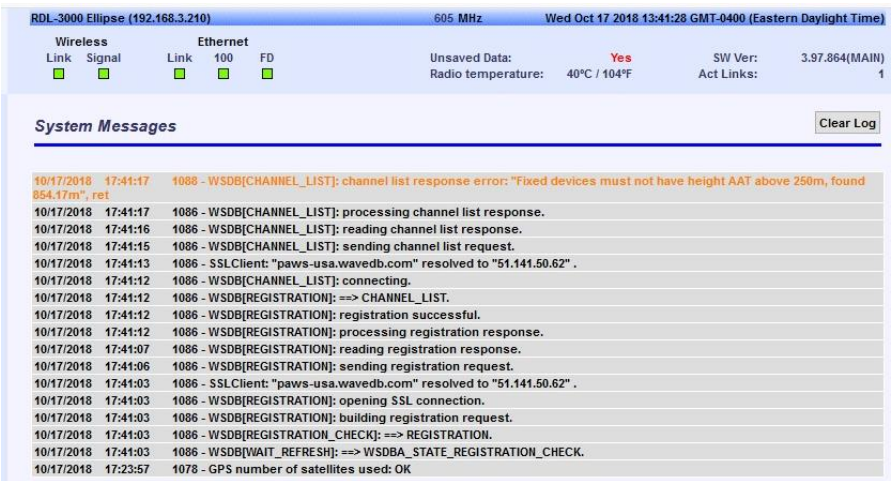 RDL-3000 Ellipse (192.168.3.210) 605 MHz Wed Oct 17 2018 13:41:28 GMT-0400 (Eastern Daylight Time)
Wireless Ethernet
Link Signal Link 100 FD Unsaved Data: Yes SW Ver: 3.97.864(MAIN)
Radio temperature: 40°C / 104°F Act Links: 1
System Messages Clear Log
10/17/2018 17:41:17 1088 - WSDB[CHANNEL_LIST]: channel list response error: "Fixed devices must not have height AAT above 250m, found
854.17m", ret
10/17/2018 17:41:17 1086 - WSDB[CHANNEL_LIST]: processing channel list response.
10/17/2018 17:41:16 1086 - WSDB[CHANNEL_LIST]: reading channel list response.
10/17/2018 17:41:15 1086 - WSDB[CHANNEL_LIST]: sending channel list request.
10/17/2018 17:41:13 1086 - SSLClient: "paws-usa.wavedb.com" resolved to "51.141.50.62" .
10/17/2018 17:41:12 1086 - WSDB[CHANNEL_LIST]: connecting.
10/17/2018 17:41:12 1086 - WSDB[REGISTRATION]: ==> CHANNEL_LIST.
10/17/2018 17:41:12 1086 - WSDB[REGISTRATION]: registration successful.
10/17/2018 17:41:12 1086 - WSDB[REGISTRATION]: processing registration response.
10/17/2018 17:41:07 1086 - WSDB[REGISTRATION]: reading registration response.
10/17/2018 17:41:06 1086 - WSDB[REGISTRATION]: sending registration request.
10/17/2018 17:41:03 1086 - SSLClient: "paws-usa.wavedb.com" resolved to "51.141.50.62" .
10/17/2018 17:41:03 1086 - WSDB[REGISTRATION]: opening SSL connection.
10/17/2018 17:41:03 1086 - WSDB[REGISTRATION]: building registration request.
10/17/2018 17:41:03 1086 - WSDB[REGISTRATION_CHECK]: ==> REGISTRATION.
10/17/2018 17:41:03 1086 - WSDB[WAIT_REFRESH]: ==> WSDBA_STATE_REGISTRATION_CHECK.
10/17/2018 17:23:57 1078 - GPS number of satellites used: OK